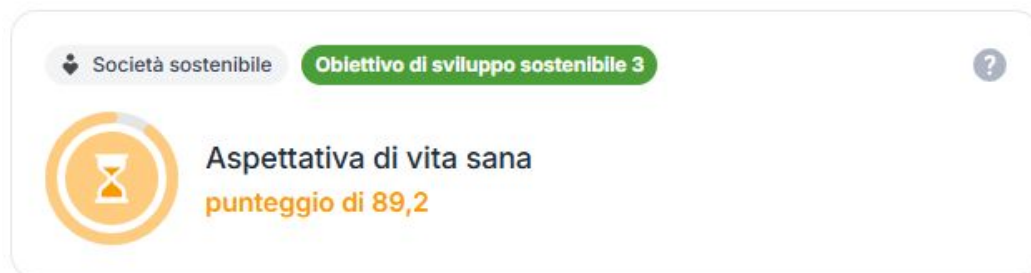 Società sostenibile
Obiettivo di sviluppo sostenibile 3
?
Aspettativa di vita sana
punteggio di 89,2